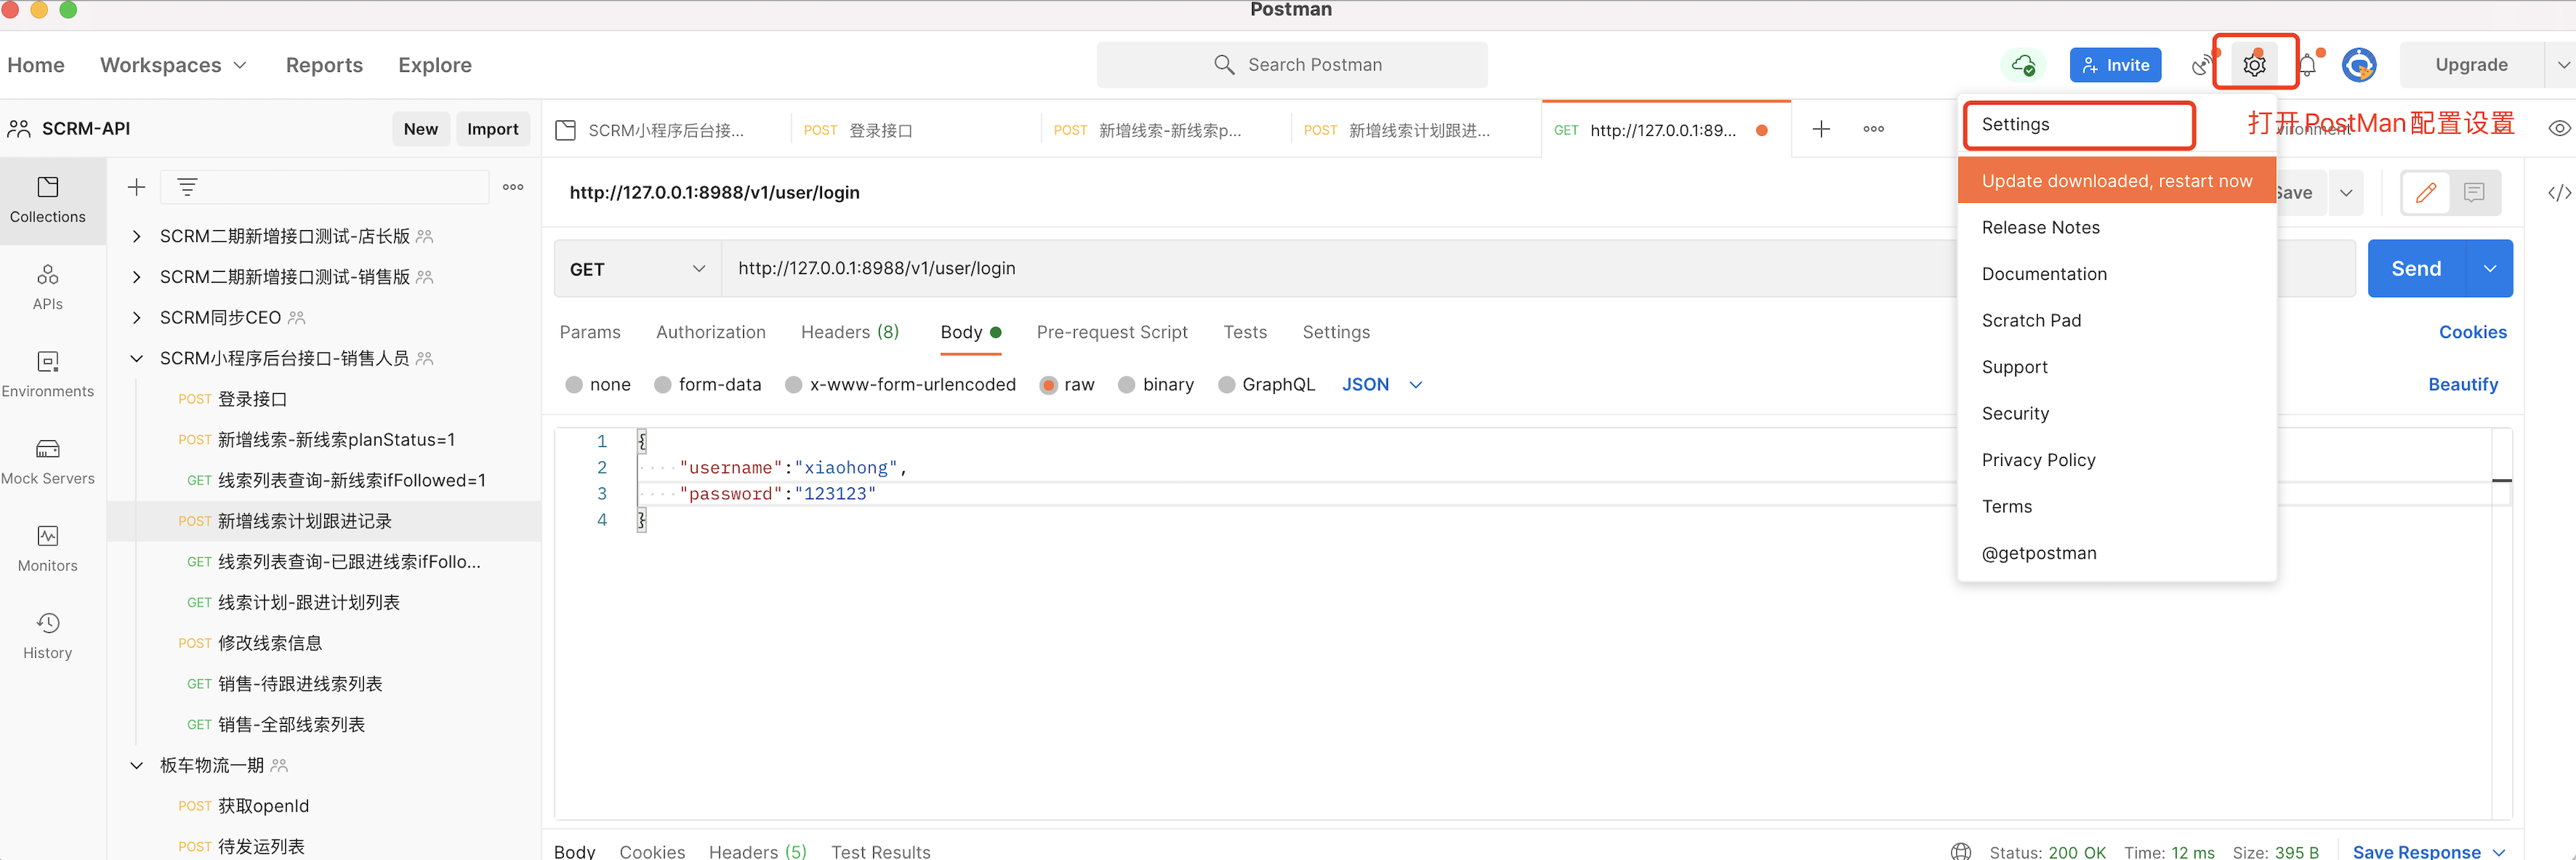 Postman
Home Workspaces Reports Explore
Search Postman
Invite
Upgrade
SCRM-API
New Import
SCRM小程序后台接...
POST 登录接口
POST 新增线索-新线索p...
POST 新增线索计划跟进...
GET http://127.0.0.1:89...
打开PostMan配置设置
Collections
APIs
Environments
Mock Servers
Monitors
History
SCRM二期新增接口测试-店长版
SCRM二期新增接口测试-销售版
SCRM同步CEO
SCRM小程序后台接口-销售人员
POST 登录接口
POST 新增线索-新线索planStatus=1
GET 线索列表查询-新线索ifFollowed=1
POST 新增线索计划跟进记录
GET 线索列表查询-已跟进线索ifFollo...
GET 线索计划-跟进计划列表
POST 修改线索信息
GET 销售-待跟进线索列表
GET 销售-全部线索列表
板车物流一期
POST 获取openId
POST 待发运列表
http://127.0.0.1:8988/v1/user/login
GET http://127.0.0.1:8988/v1/user/login
Send
Params Authorization Headers (8) Body Pre-request Script Tests Settings
Cookies
none form-data x-www-form-urlencoded raw binary GraphQL JSON
Beautify
1 {
2 "username":"xiaohong",
3 "password":"123123"
4 }
Settings
Update downloaded, restart now
Release Notes
Documentation
Scratch Pad
Support
Security
Privacy Policy
Terms
@getpostman
Body Cookies Headers (5) Test Results
Status: 200 OK Time: 12 ms Size: 395 B Save Response